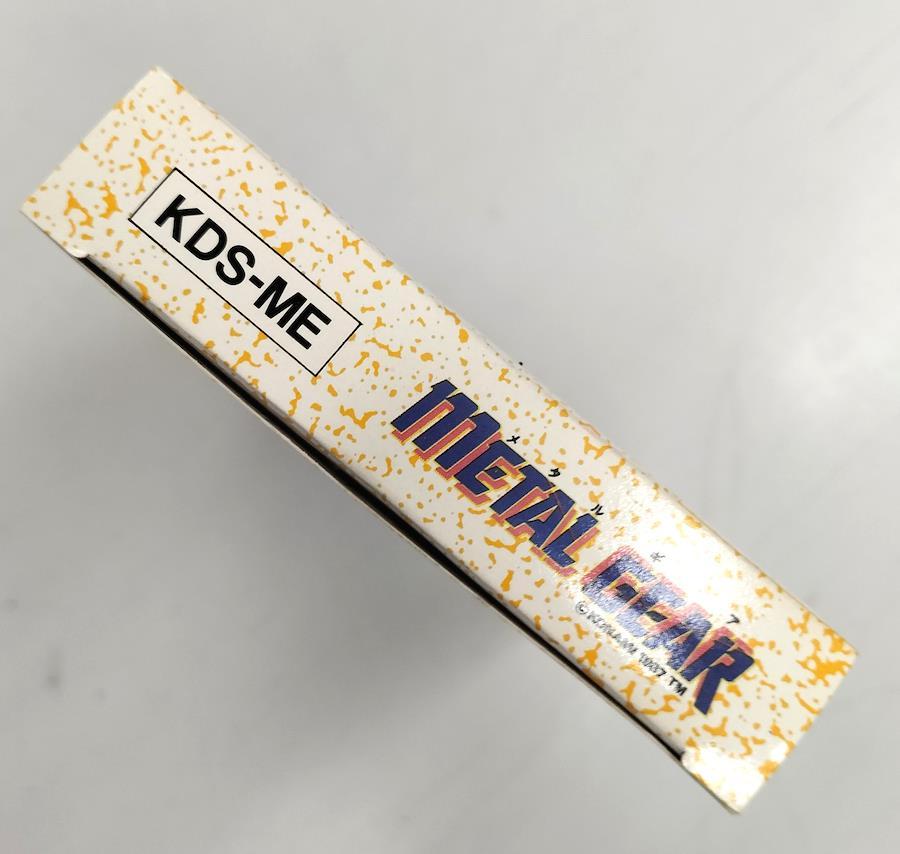 KDS-ME
メタル ギア
METAL GEAR
© KONAMI 1987 TM